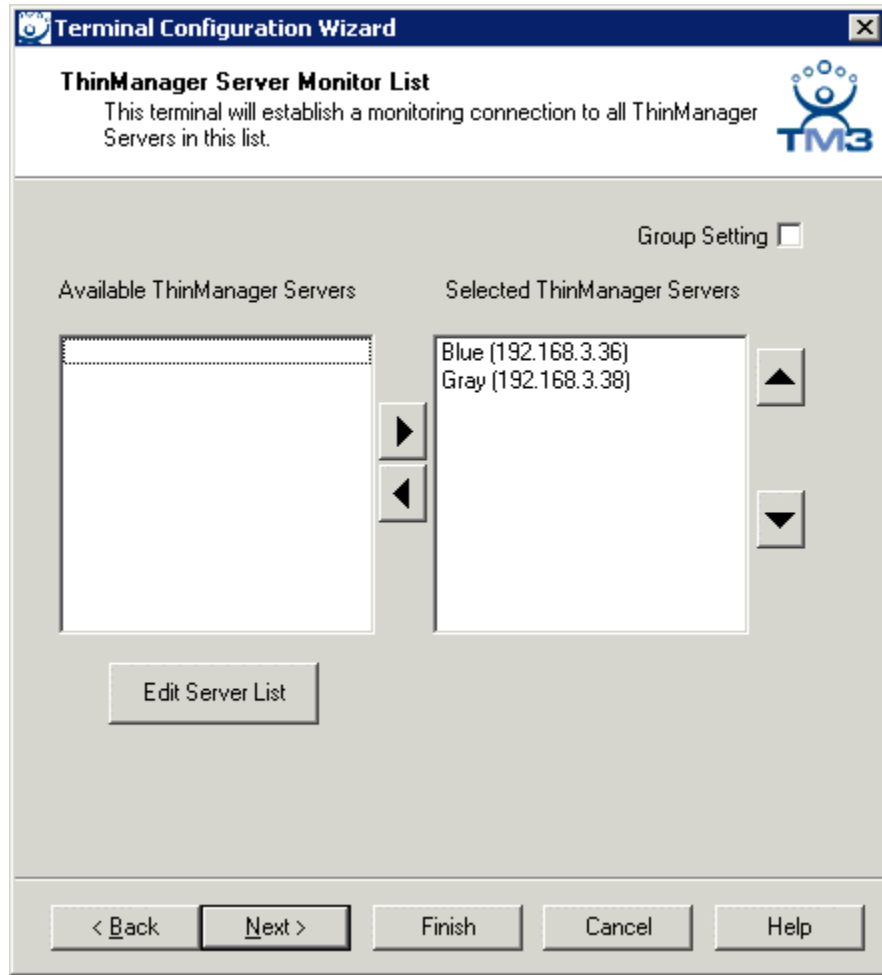 Terminal Configuration Wizard
ThinManager Server Monitor List
This terminal will establish a monitoring connection to all ThinManager
Servers in this list.
TM3
Group Setting
Available ThinManager Servers
Selected ThinManager Servers
Blue (192.168.3.36)
Gray (192.168.3.38)
Edit Server List
< Back
Next >
Finish
Cancel
Help